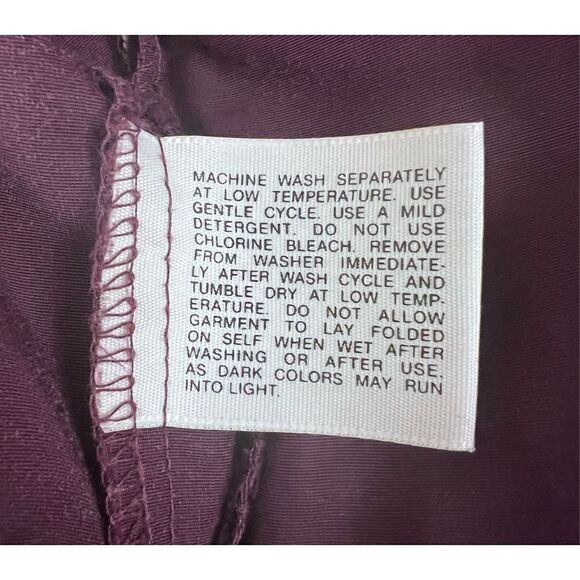 MACHINE WASH SEPARATELY
AT LOW TEMPERATURE. USE
GENTLE CYCLE. USE A MILD
DETERGENT. DO NOT USE
CHLORINE BLEACH. REMOVE
FROM WASHER IMMEDIATE-
LY AFTER WASH CYCLE AND
TUMBLE DRY AT LOW TEMP-
ERATURE. DO NOT ALLOW
GARMENT TO LAY FOLDED
ON SELF WHEN WET AFTER
WASHING OR AFTER USE,
AS DARK COLORS MAY RUN
INTO LIGHT.